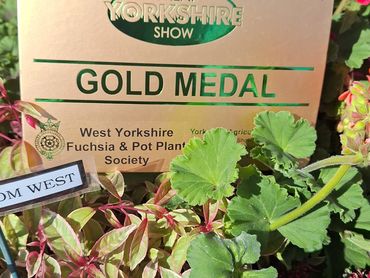 YORKSHIRE
SHOW
GOLD MEDAL
West Yorkshire
Fuchsia & Pot Plant
Society
OM WEST